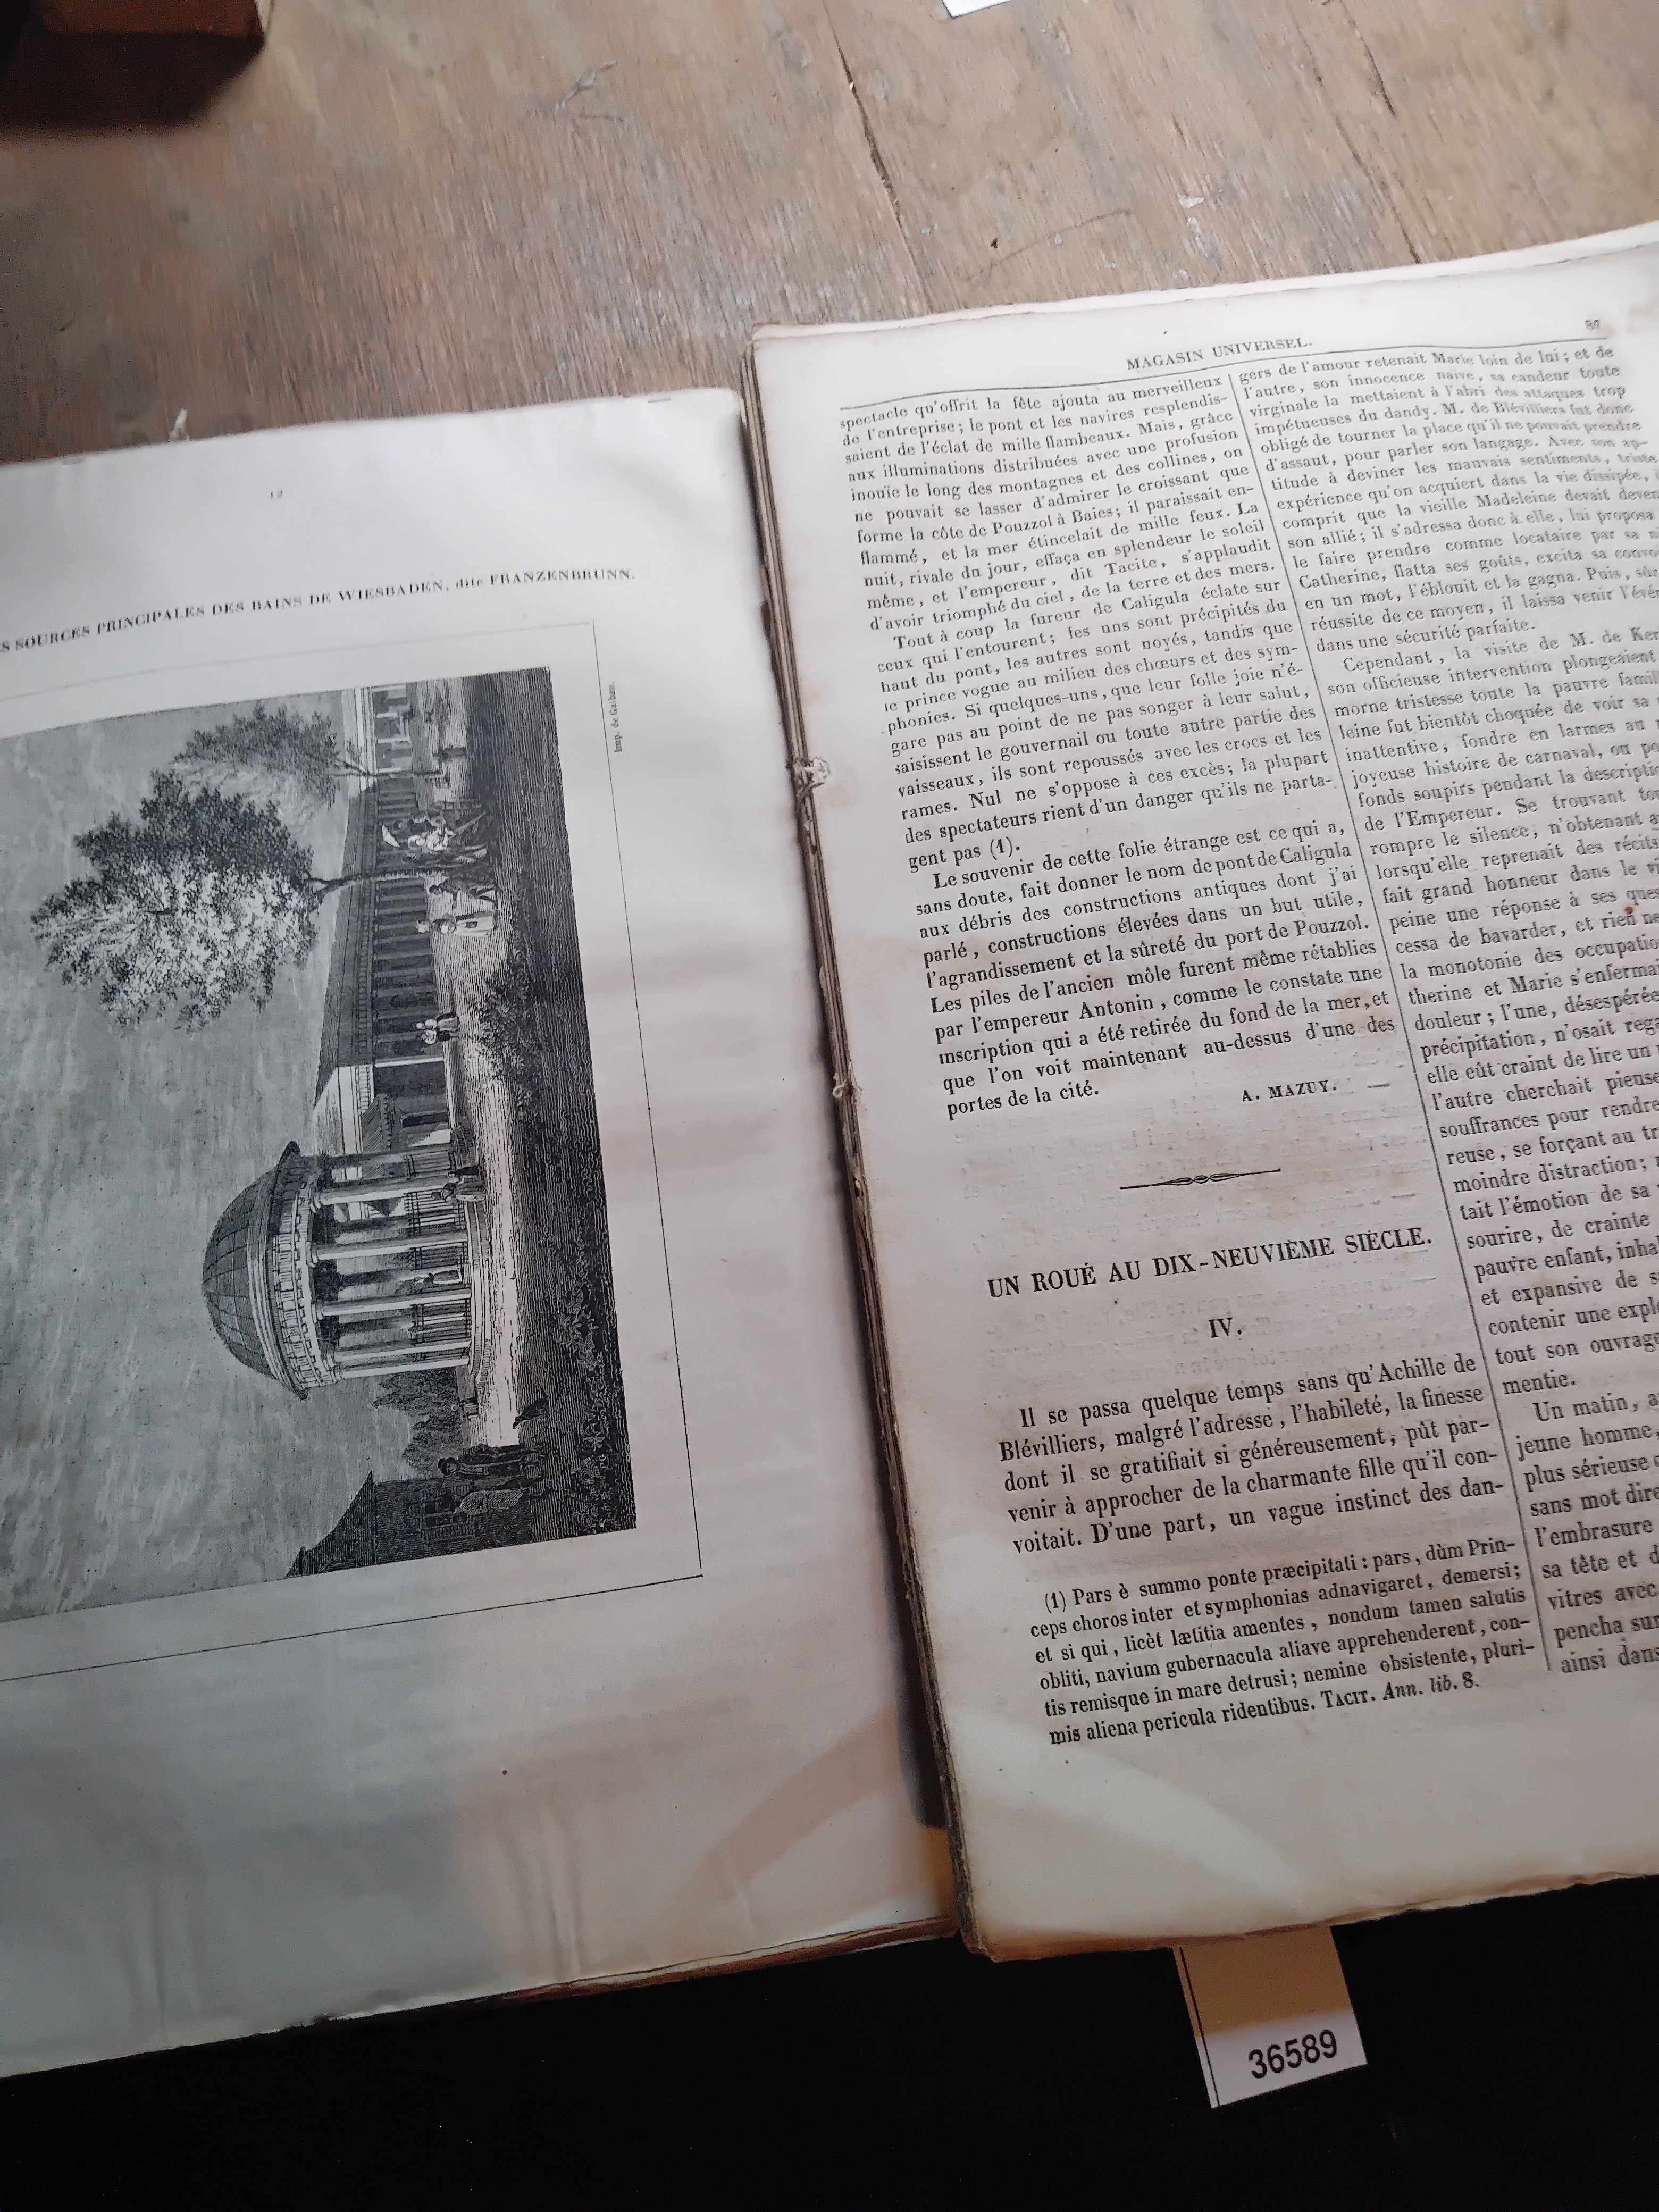 12
SOURCES PRINCIPALES DES BAINS DE WIESBADEN, dite FRANZENBRUNN.
Imp. de
MAGASIN UNIVERSEL.
spectacle qu'offrit la fête ajouta au merveilleux
de l'entreprise; le pont et les navires resplendis-
saient de l'éclat de mille flambeaux. Mais, grâce
aux illuminations distribuées avec une profusion
inouïe le long des montagnes et des collines, on
ne pouvait se lasser d'admirer le croissant que
forme la côte de Pouzzol à Baies; il paraissait en-
flammé, et la mer étincelait de mille feux. La
nuit, rivale du jour, effaça en splendeur le soleil
même, et l'empereur, dit Tacite, s'applaudit
d'avoir triomphé du ciel, de la terre et des mers.
Tout à coup la fureur de Caligula éclate sur
ceux qui l'entourent; les uns sont précipités du
haut du pont, les autres sont noyés, tandis que
le prince vogue au milieu des chœurs et des sym-
phonies. Si quelques-uns, que leur folle joie n'é-
gare pas au point de ne pas songer à leur salut,
saisissent le gouvernail ou toute autre partie des
vaisseaux, ils sont repoussés avec les crocs et les
rames. Nul ne s'oppose à ces excès; la plupart
des spectateurs rient d'un danger qu'ils ne parta-
gent pas (1).
Le souvenir de cette folie étrange est ce qui a,
sans doute, fait donner le nom de pont de Caligula
aux débris des constructions antiques dont j'ai
parlé, constructions élevées dans un but utile,
l'agrandissement et la sûreté du port de Pouzzol.
Les piles de l'ancien môle furent même rétablies
par l'empereur Antonin, comme le constate une
inscription qui a été retirée du fond de la mer, et
que l'on voit maintenant au-dessus d'une des
portes de la cité.
A. MAZUY.
UN ROUÉ AU DIX-NEUVIÈME SIÈCLE.
IV.
Il se passa quelque temps sans qu'Achille de
Blévilliers, malgré l'adresse, l'habileté, la finesse
dont il se gratifiait si généreusement, pût par-
venir à approcher de la charmante fille qu'il con-
voitait. D'une part, un vague instinct des dan-
(1) Pars è summo ponte præcipitati : pars, dùm Prin-
ceps choros inter et symphonias adnavigaret, demersi;
et si qui, licèt lætitia amentes, nondum tamen salutis
obliti, navium gubernacula aliave apprehenderent, con-
tis remisque in mare detrusi; nemine obsistente, pluri-
mis aliena pericula ridentibus. TACIT. Ann. lib. 8.
gers de l'amour retenait Marie loin de lui; et de
l'autre, son innocence naïve, sa candeur toute
virginale la mettaient à l'abri des attaques trop
impétueuses du dandy. M. de Blévilliers fut donc
obligé de tourner la place qu'il ne pouvait prendre
d'assaut, pour parler son langage. Avec son ap-
titude à deviner les mauvais sentiments, triste
expérience qu'on acquiert dans la vie dissipée,
comprit que la vieille Madeleine devait deven
son allié; il s'adressa donc à elle, lui proposa
le faire prendre comme locataire par sa
Catherine, flatta ses goûts, excita sa convoi
en un mot, l'éblouit et la gagna. Puis, sûr
réussite de ce moyen, il laissa venir l'évé
dans une sécurité parfaite.
Cependant, la visite de M. de Ker
son officieuse intervention plongeaient
morne tristesse toute la pauvre famil
leine fut bientôt choquée de voir sa
inattentive, fondre en larmes au
joyeuse histoire de carnaval, ou po
fonds soupirs pendant la descripti
de l'Empereur. Se trouvant to
rompre le silence, n'obtenant
lorsqu'elle reprenait des récits
fait grand honneur dans le
peine une réponse à ses ques
cessa de bavarder, et rien ne
la monotonie des occupatio
therine et Marie s'enferma
douleur; l'une, désespérée
précipitation, n'osait rega
elle eût craint de lire un
l'autre cherchait pieuse
souffrances pour rendre
reuse, se forçant au tr
moindre distraction;
tait l'émotion de sa
sourire, de crainte
pauvre enfant, inha
et expansive de s
contenir une expl
tout son ouvrage
mentie.
Un matin, a
jeune homme,
plus sérieuse
sans mot dire
l'embrasure
sa tête et d
vitres avec
pencha sur
ainsi dans
36589